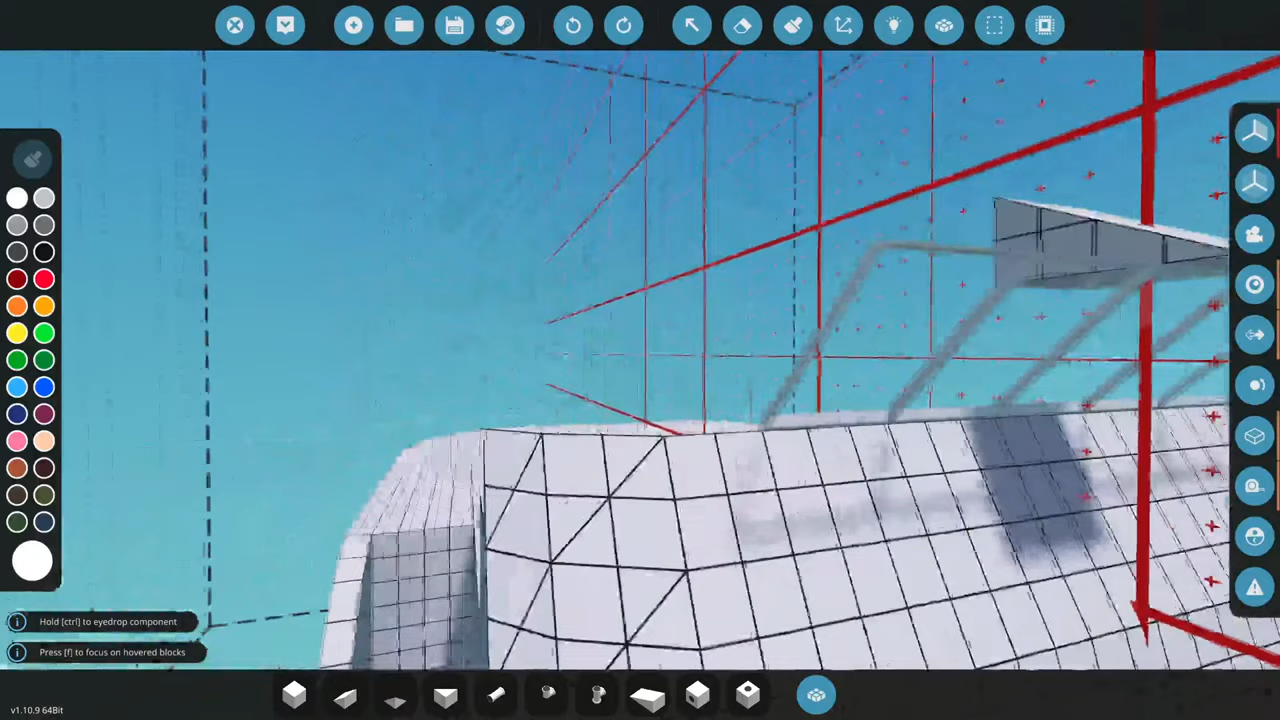 Hold [ctrl] to eyedrop component
Press [f] to focus on hovered blocks
v1.10.9 64Bit